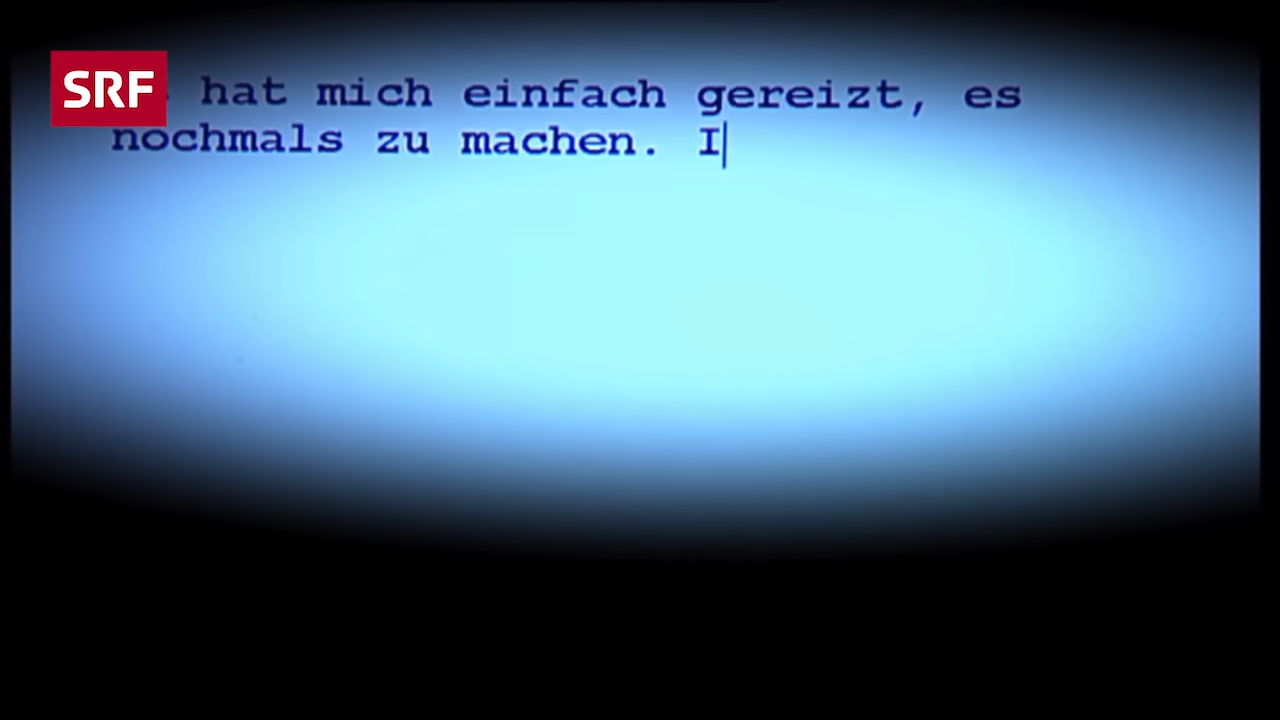 SRF
hat mich einfach gereizt, es
nochmals zu machen. I